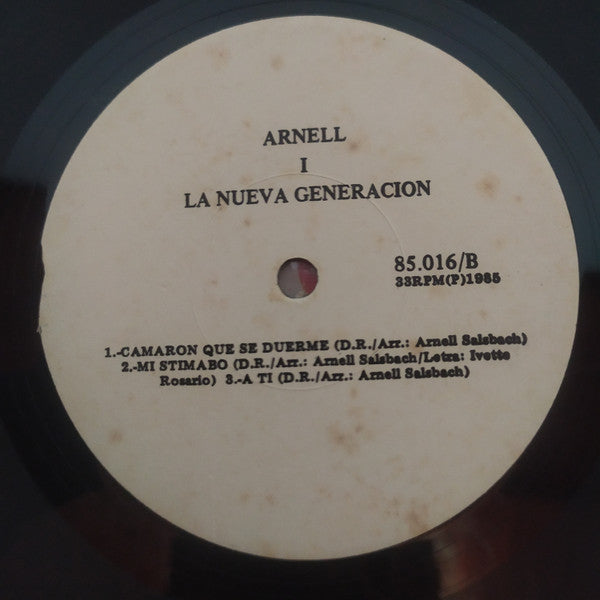 ARNELL
I
LA NUEVA GENERACION
85.016/B
33RPM(P)1985
1.-CAMARON QUE SE DUERME (D.R./Arr.: Arnell Salsbach)
2.-MI STIMABO (D.R./Arr.: Arnell Salsbach/Letra: Ivette
Rosario) 3.-A TI (D.R./Arr.: Arnell Salsbach)